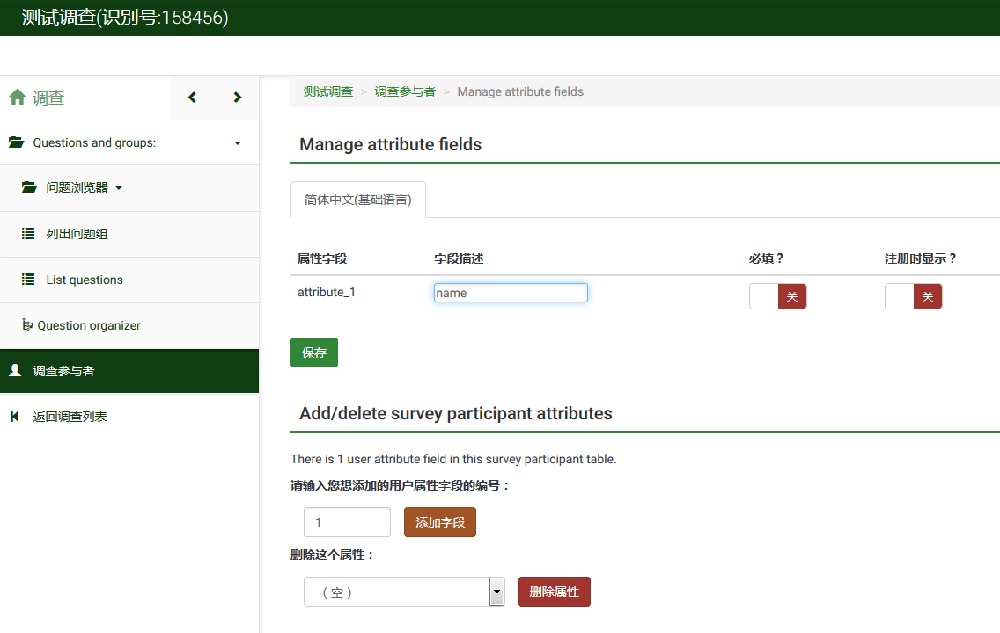 测试调查(识别号:158456)
调查
Questions and groups:
问题浏览器
列出问题组
List questions
Question organizer
调查参与者
返回调查列表
测试调查 > 调查参与者 > Manage attribute fields
Manage attribute fields
简体中文(基础语言)
属性字段 字段描述 必填？ 注册时显示？
attribute_1 name 关 关
保存
Add/delete survey participant attributes
There is 1 user attribute field in this survey participant table.
请输入您想添加的用户属性字段的编号：
1 添加字段
删除这个属性：
（空） 删除属性